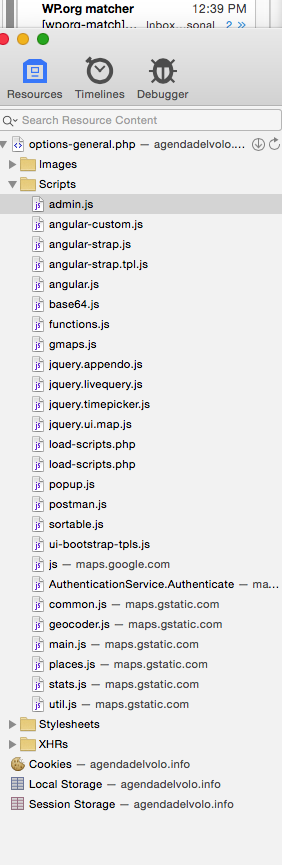 WP.org matcher 12:39 PM
[wporg-match] Inbox...sonal 2 »
Resources Timelines Debugger
Search Resource Content
options-general.php — agendadelvolo....
Images
Scripts
admin.js
angular-custom.js
angular-strap.js
angular-strap.tpl.js
angular.js
base64.js
functions.js
gmaps.js
jquery.appendo.js
jquery.livequery.js
jquery.timepicker.js
jquery.ui.map.js
load-scripts.php
load-scripts.php
popup.js
postman.js
sortable.js
ui-bootstrap-tpls.js
js — maps.google.com
AuthenticationService.Authenticate — ma...
common.js — maps.gstatic.com
geocoder.js — maps.gstatic.com
main.js — maps.gstatic.com
places.js — maps.gstatic.com
stats.js — maps.gstatic.com
util.js — maps.gstatic.com
Stylesheets
XHRs
Cookies — agendadelvolo.info
Local Storage — agendadelvolo.info
Session Storage — agendadelvolo.info